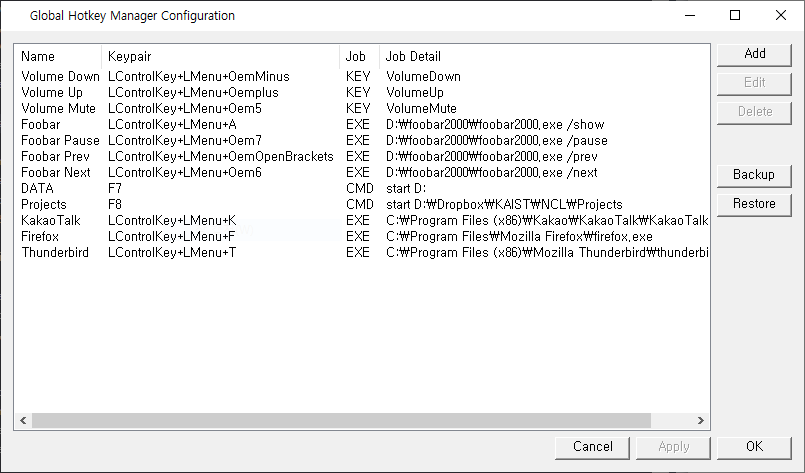 Global Hotkey Manager Configuration
Name Keypair Job Job Detail
Volume Down LControlKey+LMenu+OemMinus KEY VolumeDown
Volume Up LControlKey+LMenu+Oemplus KEY VolumeUp
Volume Mute LControlKey+LMenu+Oem5 KEY VolumeMute
Foobar LControlKey+LMenu+A EXE D:₩foobar2000₩foobar2000.exe /show
Foobar Pause LControlKey+LMenu+Oem7 EXE D:₩foobar2000₩foobar2000.exe /pause
Foobar Prev LControlKey+LMenu+OemOpenBrackets EXE D:₩foobar2000₩foobar2000.exe /prev
Foobar Next LControlKey+LMenu+Oem6 EXE D:₩foobar2000₩foobar2000.exe /next
DATA F7 CMD start D:
Projects F8 CMD start D:₩Dropbox₩KAIST₩NCL₩Projects
KakaoTalk LControlKey+LMenu+K EXE C:₩Program Files (x86)₩Kakao₩KakaoTalk₩KakaoTalk
Firefox LControlKey+LMenu+F EXE C:₩Program Files₩Mozilla Firefox₩firefox.exe
Thunderbird LControlKey+LMenu+T EXE C:₩Program Files (x86)₩Mozilla Thunderbird₩thunderbi
Add
Edit
Delete
Backup
Restore
Cancel Apply OK